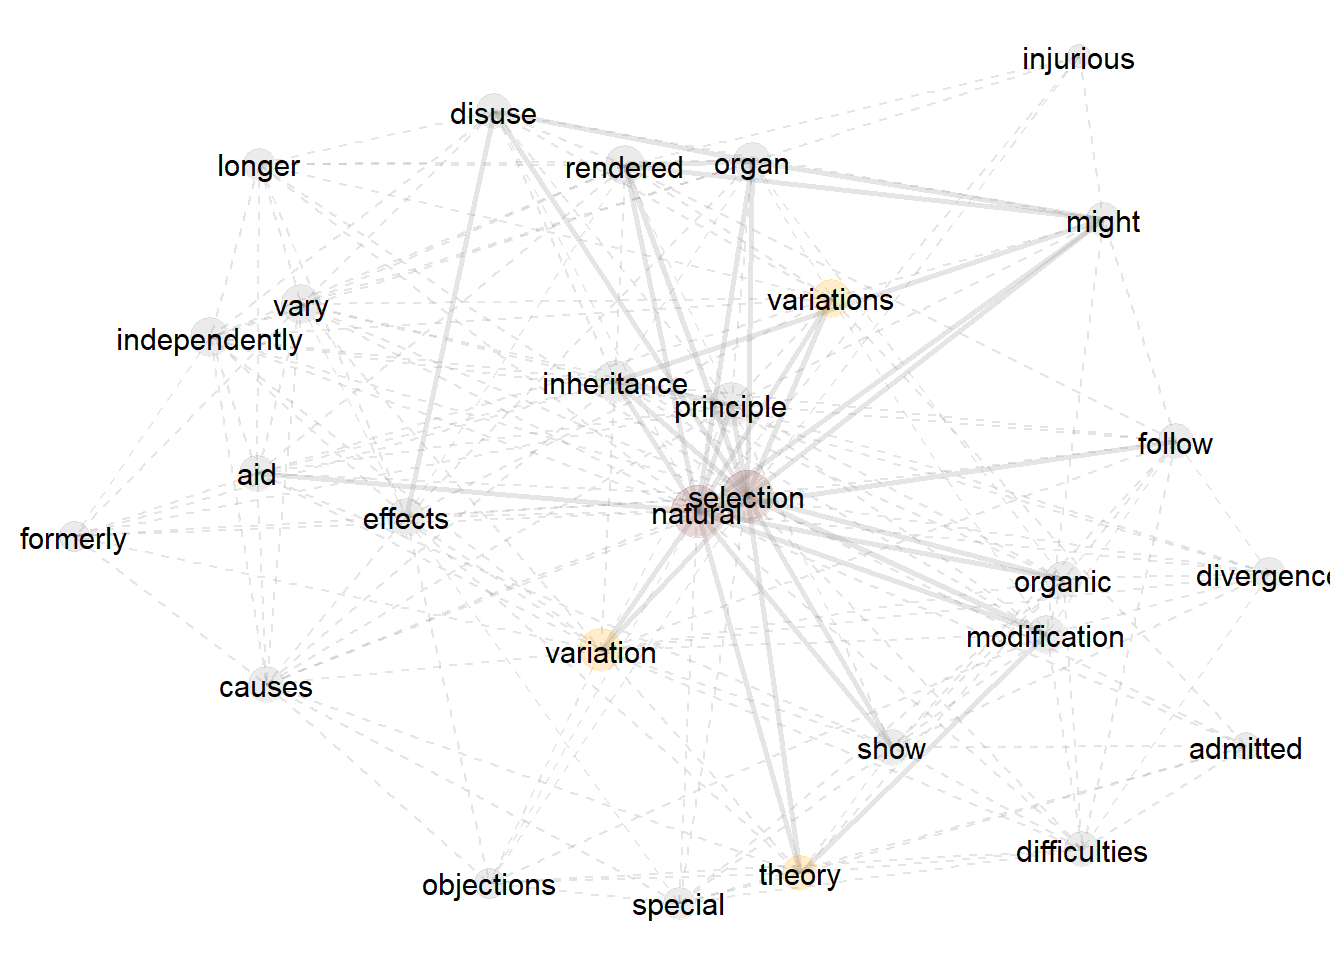 injurious
disuse
longer
rendered
organ
might
variations
vary
independently
inheritance
principle
follow
aid
selection
natural
effects
formerly
organic
divergence
modification
variation
causes
show
admitted
difficulties
theory
objections
special